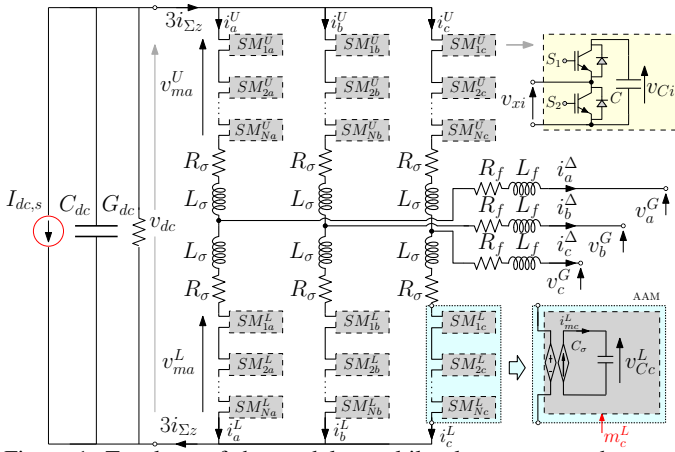 3i_{Σz} i_a^U i_b^U i_c^U
SM_{1a}^U SM_{1b}^U SM_{1c}^U
v_{ma}^U SM_{2a}^U SM_{2b}^U SM_{2c}^U
SM_{Na}^U SM_{Nb}^U SM_{Nc}^U
S_1 S_2 v_{xi} C v_{Ci}
R_σ R_σ R_σ
L_σ L_σ L_σ
R_f L_f i_a^Δ v_a^G
R_f L_f i_b^Δ v_b^G
R_f L_f i_c^Δ v_c^G
I_{dc,s} C_{dc} G_{dc} v_{dc}
L_σ L_σ L_σ
R_σ R_σ R_σ
SM_{1a}^L SM_{1b}^L SM_{1c}^L
v_{ma}^L SM_{2a}^L SM_{2b}^L SM_{2c}^L
SM_{Na}^L SM_{Nb}^L SM_{Nc}^L
3i_{Σz} i_a^L i_b^L i_c^L
AAM
i_{mc}^L C_σ v_{Cc}^L
m_c^L